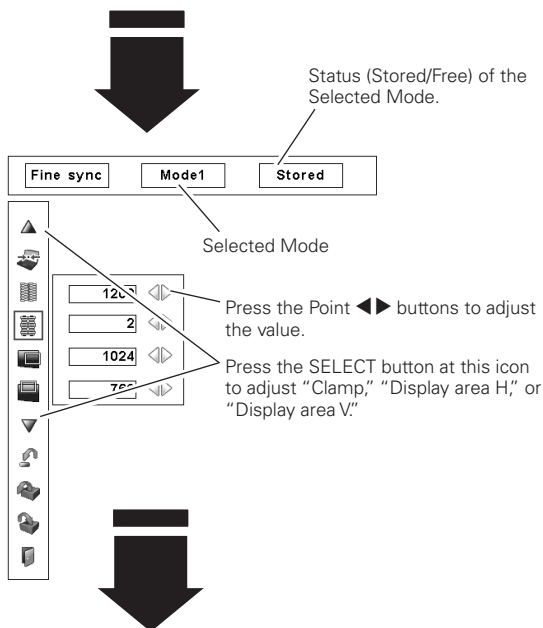 Status (Stored/Free) of the
Selected Mode.
Fine sync Mode1 Stored
Selected Mode
Press the Point ◀▶ buttons to adjust
the value.
2
1024
Press the SELECT button at this icon
to adjust “Clamp,” “Display area H,” or
“Display area V.”